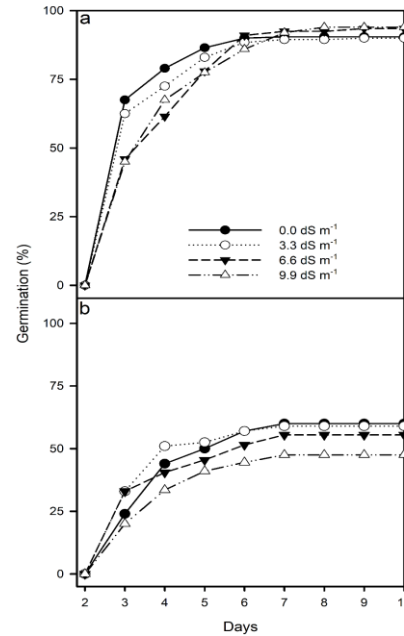 a
100
75
50
25
0
0.0 dS m⁻¹
3.3 dS m⁻¹
6.6 dS m⁻¹
9.9 dS m⁻¹
Germination (%)
b
100
75
50
25
0
2 3 4 5 6 7 8 9 1
Days